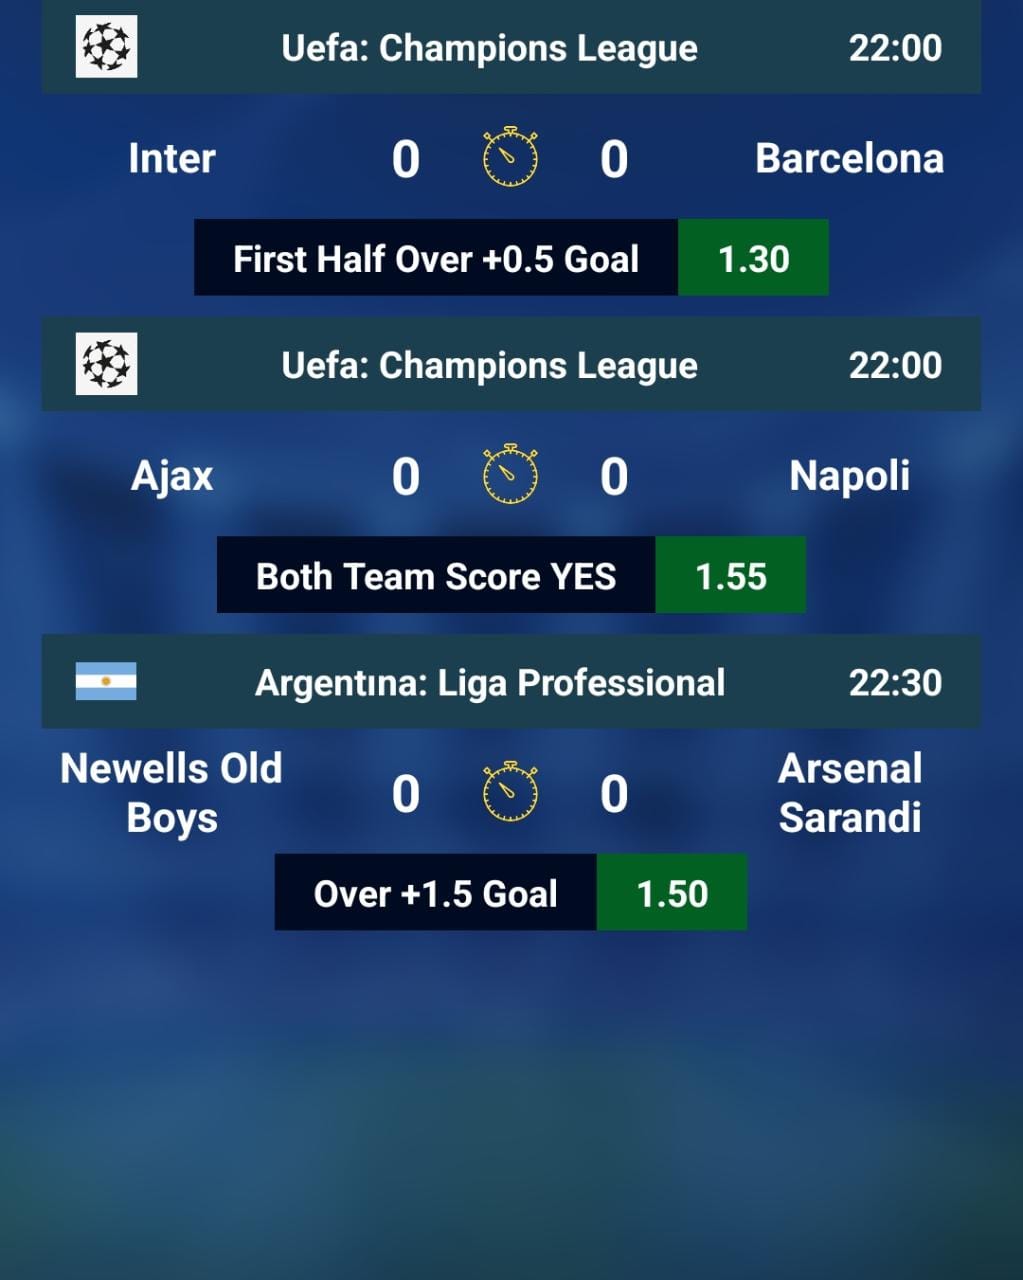 Uefa: Champions League 22:00
Inter 0 0 Barcelona
First Half Over +0.5 Goal 1.30
Uefa: Champions League 22:00
Ajax 0 0 Napoli
Both Team Score YES 1.55
Argentına: Liga Professional 22:30
Newells Old
Boys
0 0
Arsenal
Sarandi
Over +1.5 Goal 1.50